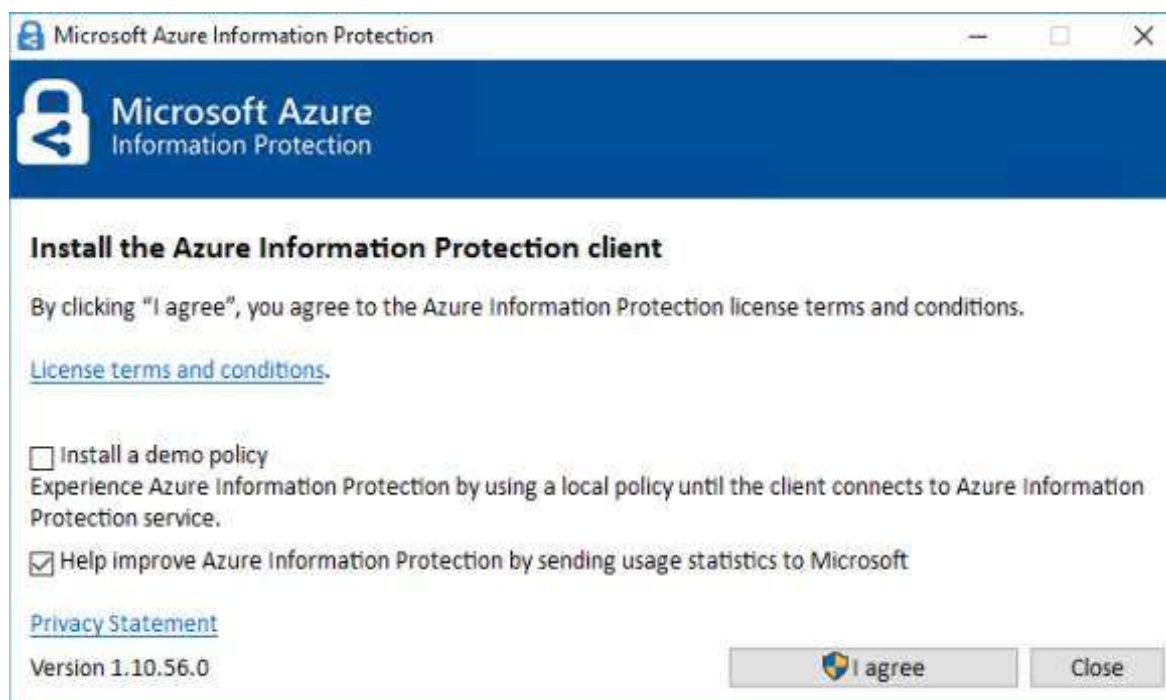 Microsoft Azure Information Protection
Microsoft Azure
Information Protection
Install the Azure Information Protection client
By clicking “I agree”, you agree to the Azure Information Protection license terms and conditions.
License terms and conditions.
Install a demo policy
Experience Azure Information Protection by using a local policy until the client connects to Azure Information
Protection service.
Help improve Azure Information Protection by sending usage statistics to Microsoft
Privacy Statement
Version 1.10.56.0
I agree
Close